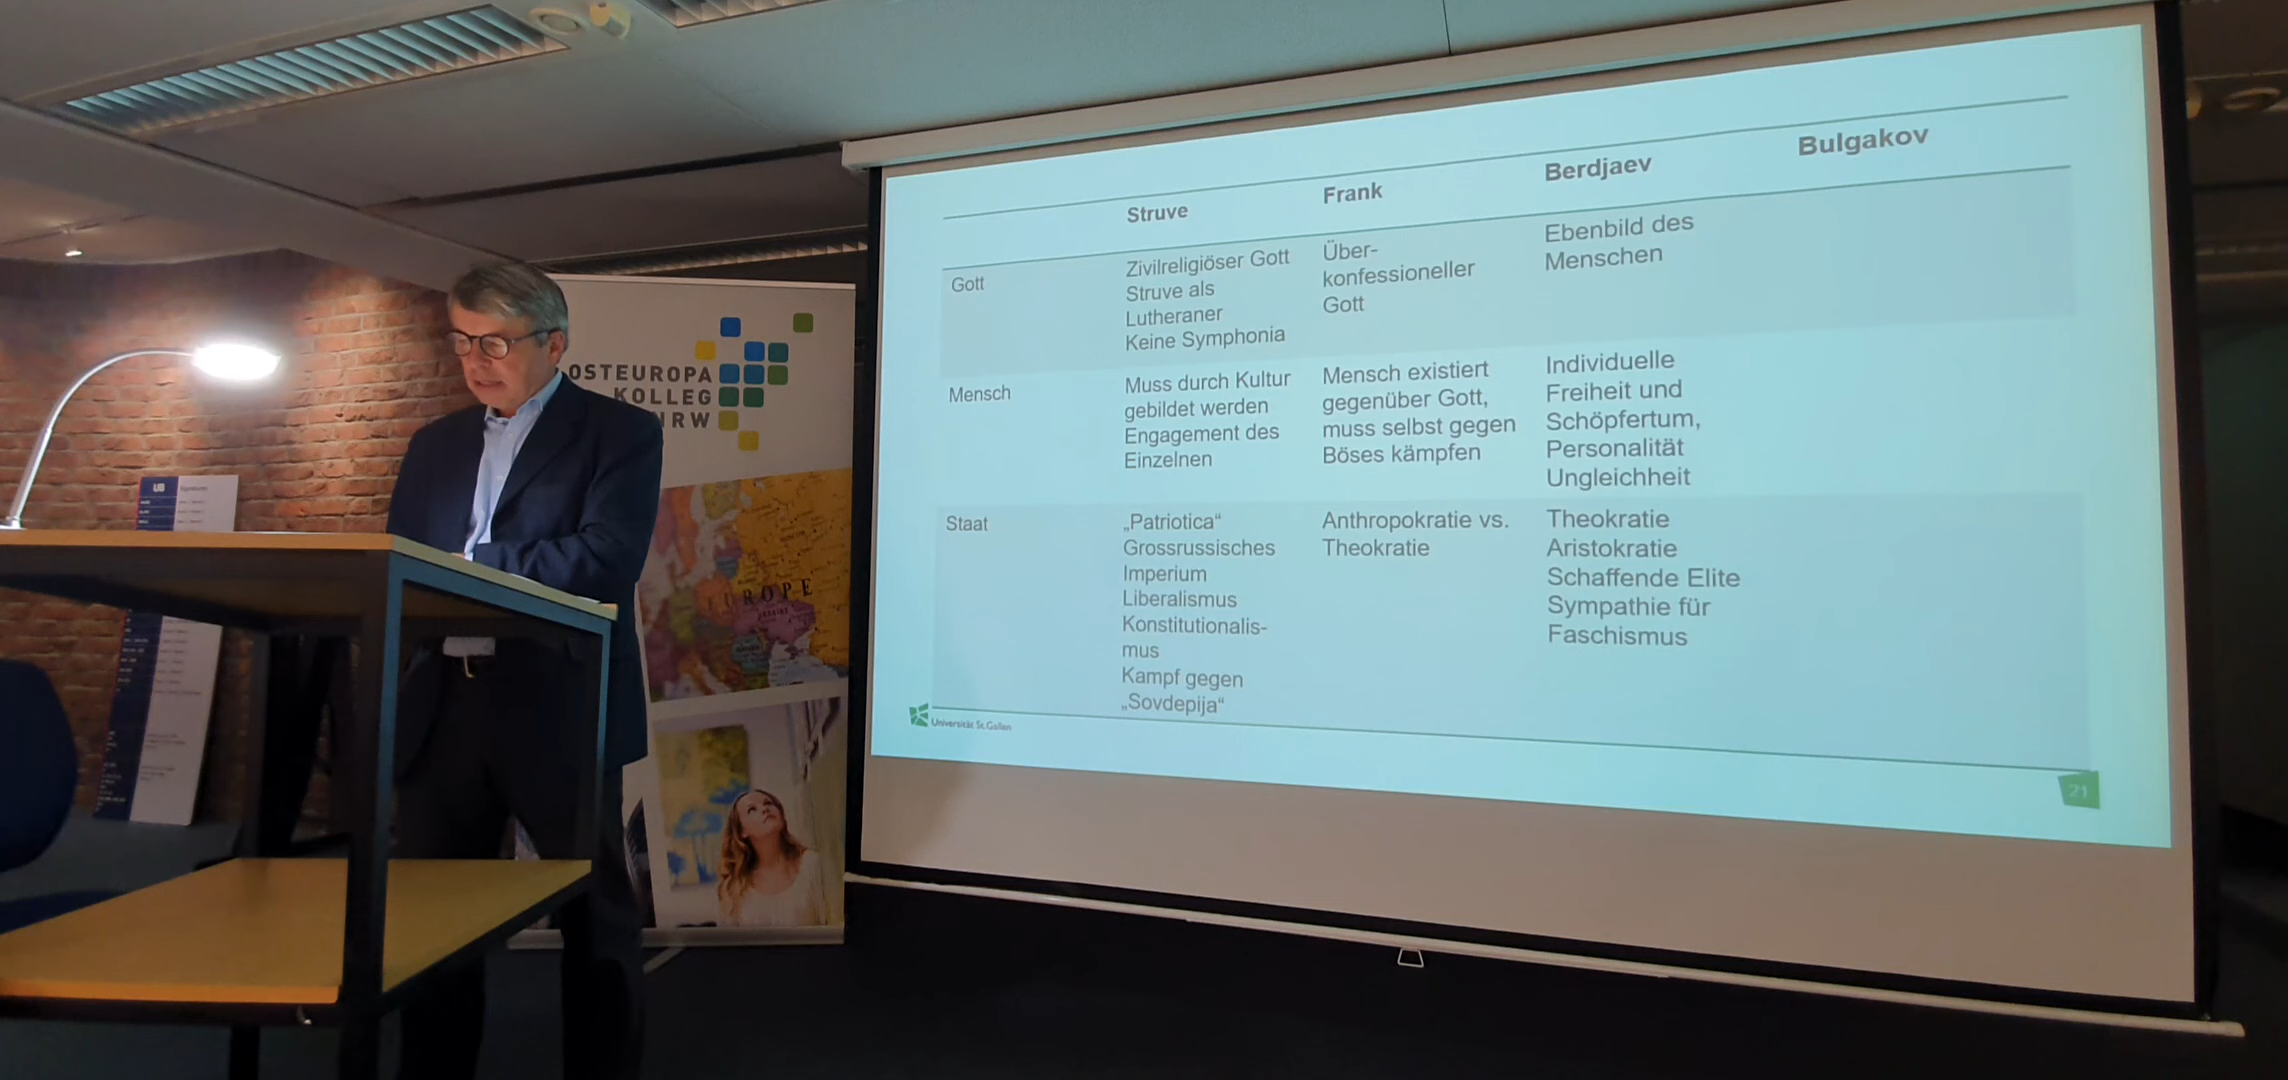 OSTEUROPA
KOLLEG
NRW
EUROPE
UB
Struve
Frank
Berdjaev
Bulgakov
Gott
Zivilreligiöser Gott
Struve als
Lutheraner
Keine Symphonia
Über-
konfessioneller
Gott
Ebenbild des
Menschen
Mensch
Muss durch Kultur
gebildet werden
Engagement des
Einzelnen
Mensch existiert
gegenüber Gott,
muss selbst gegen
Böses kämpfen
Individuelle
Freiheit und
Schöpfertum,
Personalität
Ungleichheit
Staat
„Patriotica“
Grossrussisches
Imperium
Liberalismus
Konstitutionalis-
mus
Kampf gegen
„Sovdepija“
Anthropokratie vs.
Theokratie
Theokratie
Aristokratie
Schaffende Elite
Sympathie für
Faschismus
Universität St.Gallen
21